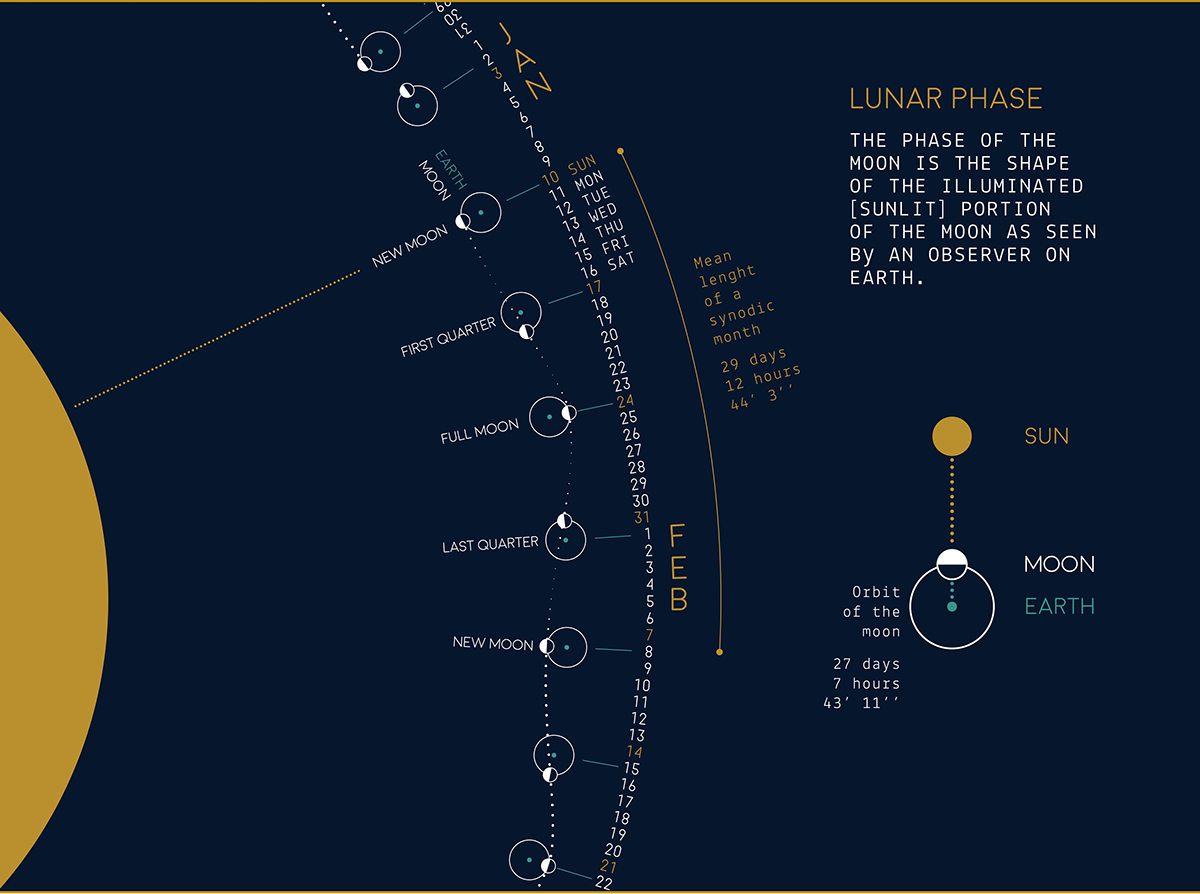 JAN
1
2
3
4
5
6
7
8
9
10 SUN
11 MON
12 TUE
13 WED
14 THU
15 FRI
16 SAT
17
18
19
20
21
22
23
24
25
26
27
28
29
30
31
FEB
1
2
3
4
5
6
7
8
9
10
11
12
13
14
15
16
17
18
19
20
21
22
EARTH
MOON
NEW MOON
FIRST QUARTER
FULL MOON
LAST QUARTER
NEW MOON
Mean
lenght
of a
synodic
month
29 days
12 hours
44′ 3′′
LUNAR PHASE
THE PHASE OF THE
MOON IS THE SHAPE
OF THE ILLUMINATED
[SUNLIT] PORTION
OF THE MOON AS SEEN
By AN OBSERVER ON
EARTH.
SUN
MOON
EARTH
Orbit
of the
moon
27 days
7 hours
43′ 11′′